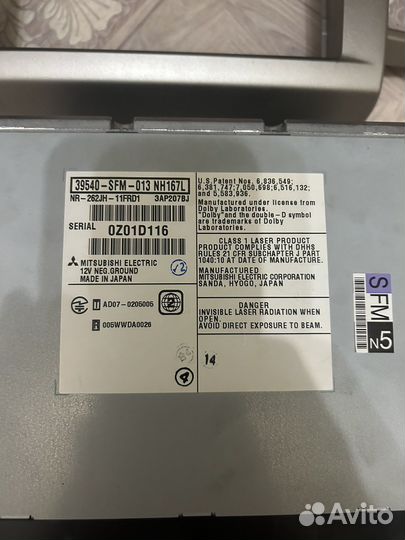 39540-SFM-013 NH167L
NR-262JH-11FRD1 3AP207BJ
SERIAL 0Z01D116
MITSUBISHI ELECTRIC
12V NEG.GROUND
MADE IN JAPAN
12
T AD07-0205005
R 005WWDA0026
2
U.S.Patent Nos. 6,836,549;
6,381,747;7,050,698;6,516,132;
and 5,583,936.
Manufactured under license from
Dolby Laboratories.
"Dolby" and the double-D symbol
are trademarks of Dolby
Laboratories.
CLASS 1 LASER PRODUCT
PRODUCT COMPLIES WITH DHHS
RULES 21 CFR SUBCHAPTER J PART
1040:10 AT DATE OF MANUFACTURE.
MANUFACTURED
MITSUBISHI ELECTRIC CORPORATION
SANDA, HYOGO, JAPAN
DANGER
INVISIBLE LASER RADIATION WHEN
OPEN.
AVOID DIRECT EXPOSURE TO BEAM.
14
SFM
N5
Avito